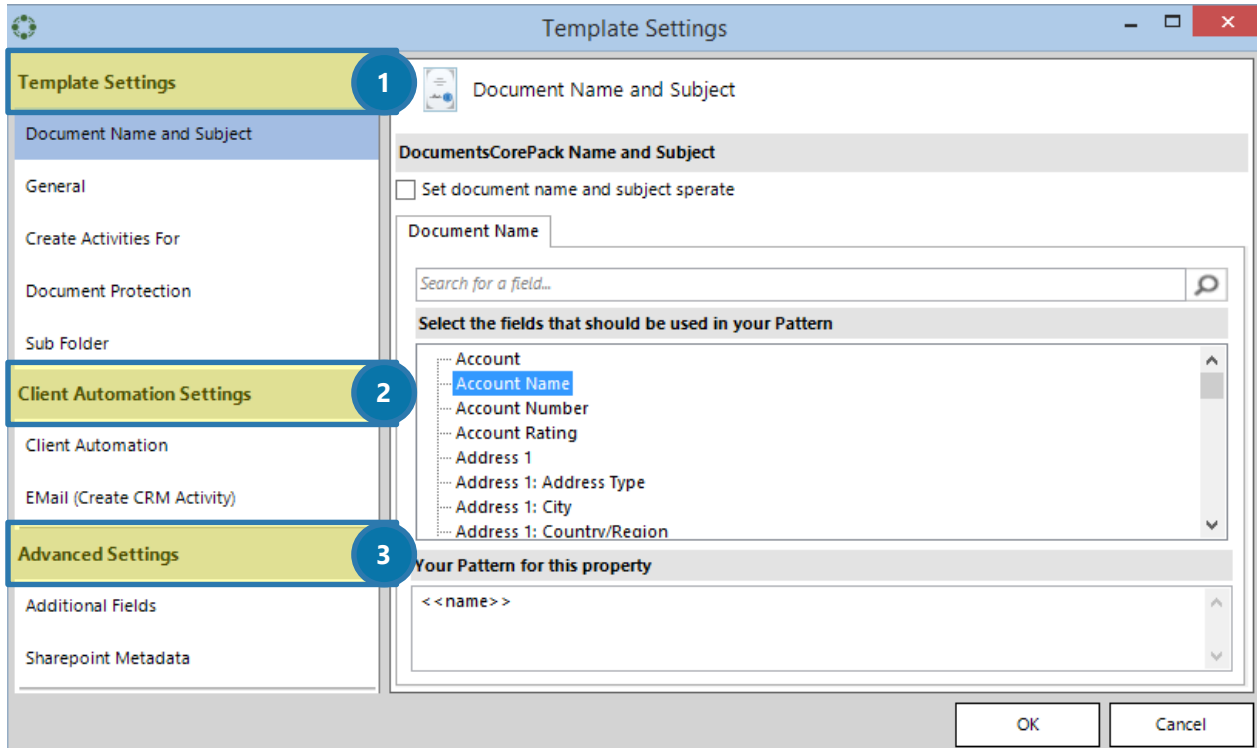 Template Settings
Template Settings
1
Document Name and Subject
General
Create Activities For
Document Protection
Sub Folder
Client Automation Settings
2
Client Automation
EMail (Create CRM Activity)
Advanced Settings
3
Additional Fields
Sharepoint Metadata
Document Name and Subject
DocumentsCorePack Name and Subject
Set document name and subject sperate
Document Name
Search for a field...
Select the fields that should be used in your Pattern
Account
Account Name
Account Number
Account Rating
Address 1
Address 1: Address Type
Address 1: City
Address 1: Country/Region
Your Pattern for this property
<<name>>
OK
Cancel